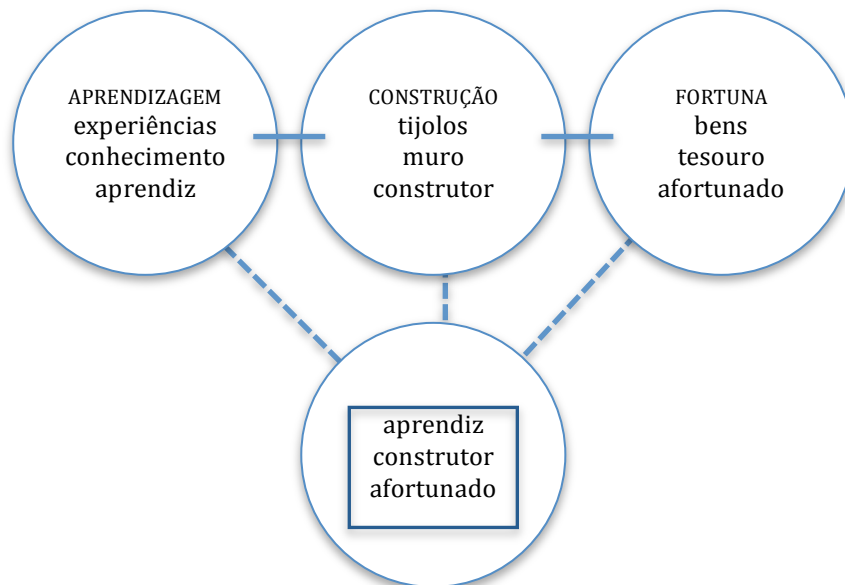 APRENDIZAGEM
experiências
conhecimento
aprendiz
CONSTRUÇÃO
tijolos
muro
construtor
FORTUNA
bens
tesouro
afortunado
aprendiz
construtor
afortunado